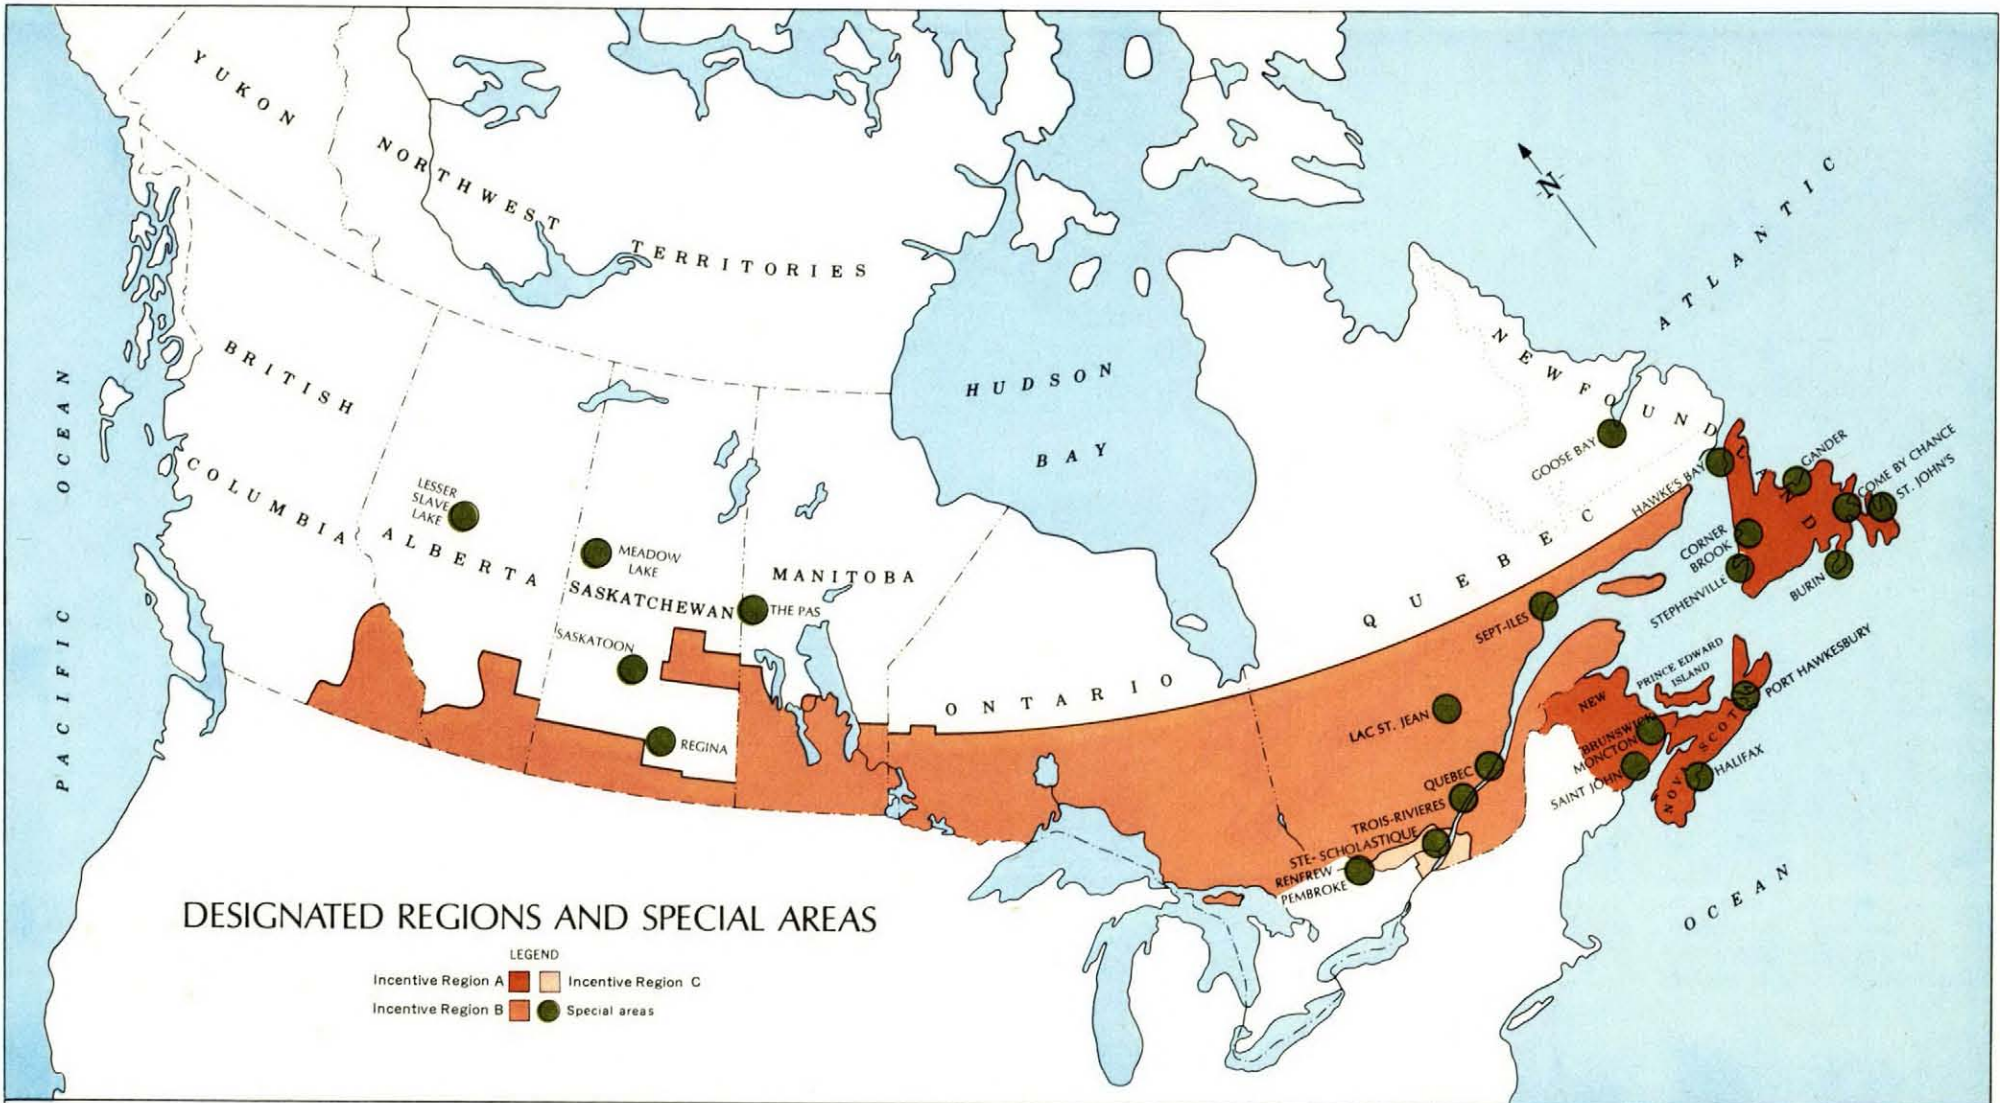 YUKON
NORTHWEST
TERRITORIES
ATLANTIC
N
BRITISH
COLUMBIA
HUDSON
BAY
NEWFOUNDLAND
PACIFIC OCEAN
LESSER
SLAVE
LAKE
ALBERTA
MEADOW
LAKE
SASKATCHEWAN
MANITOBA
THE PAS
SASKATOON
REGINA
ONTARIO
QUEBEC
GOOSE BAY
HAWKE'S BAY
GANDER
COME BY CHANCE
ST. JOHN'S
CORNER
BROOK
STEPHENVILLE
BURIN
SEPT-ILES
PRINCE EDWARD
ISLAND
PORT HAWKESBURY
NEW
BRUNSWICK
MONCTON
SAINT JOHN
NOVA SCOTIA
HALIFAX
LAC ST. JEAN
QUEBEC
TROIS-RIVIERES
STE- SCHOLASTIQUE
RENFREW
PEMBROKE
OCEAN
DESIGNATED REGIONS AND SPECIAL AREAS
LEGEND
Incentive Region A
Incentive Region C
Incentive Region B
Special areas